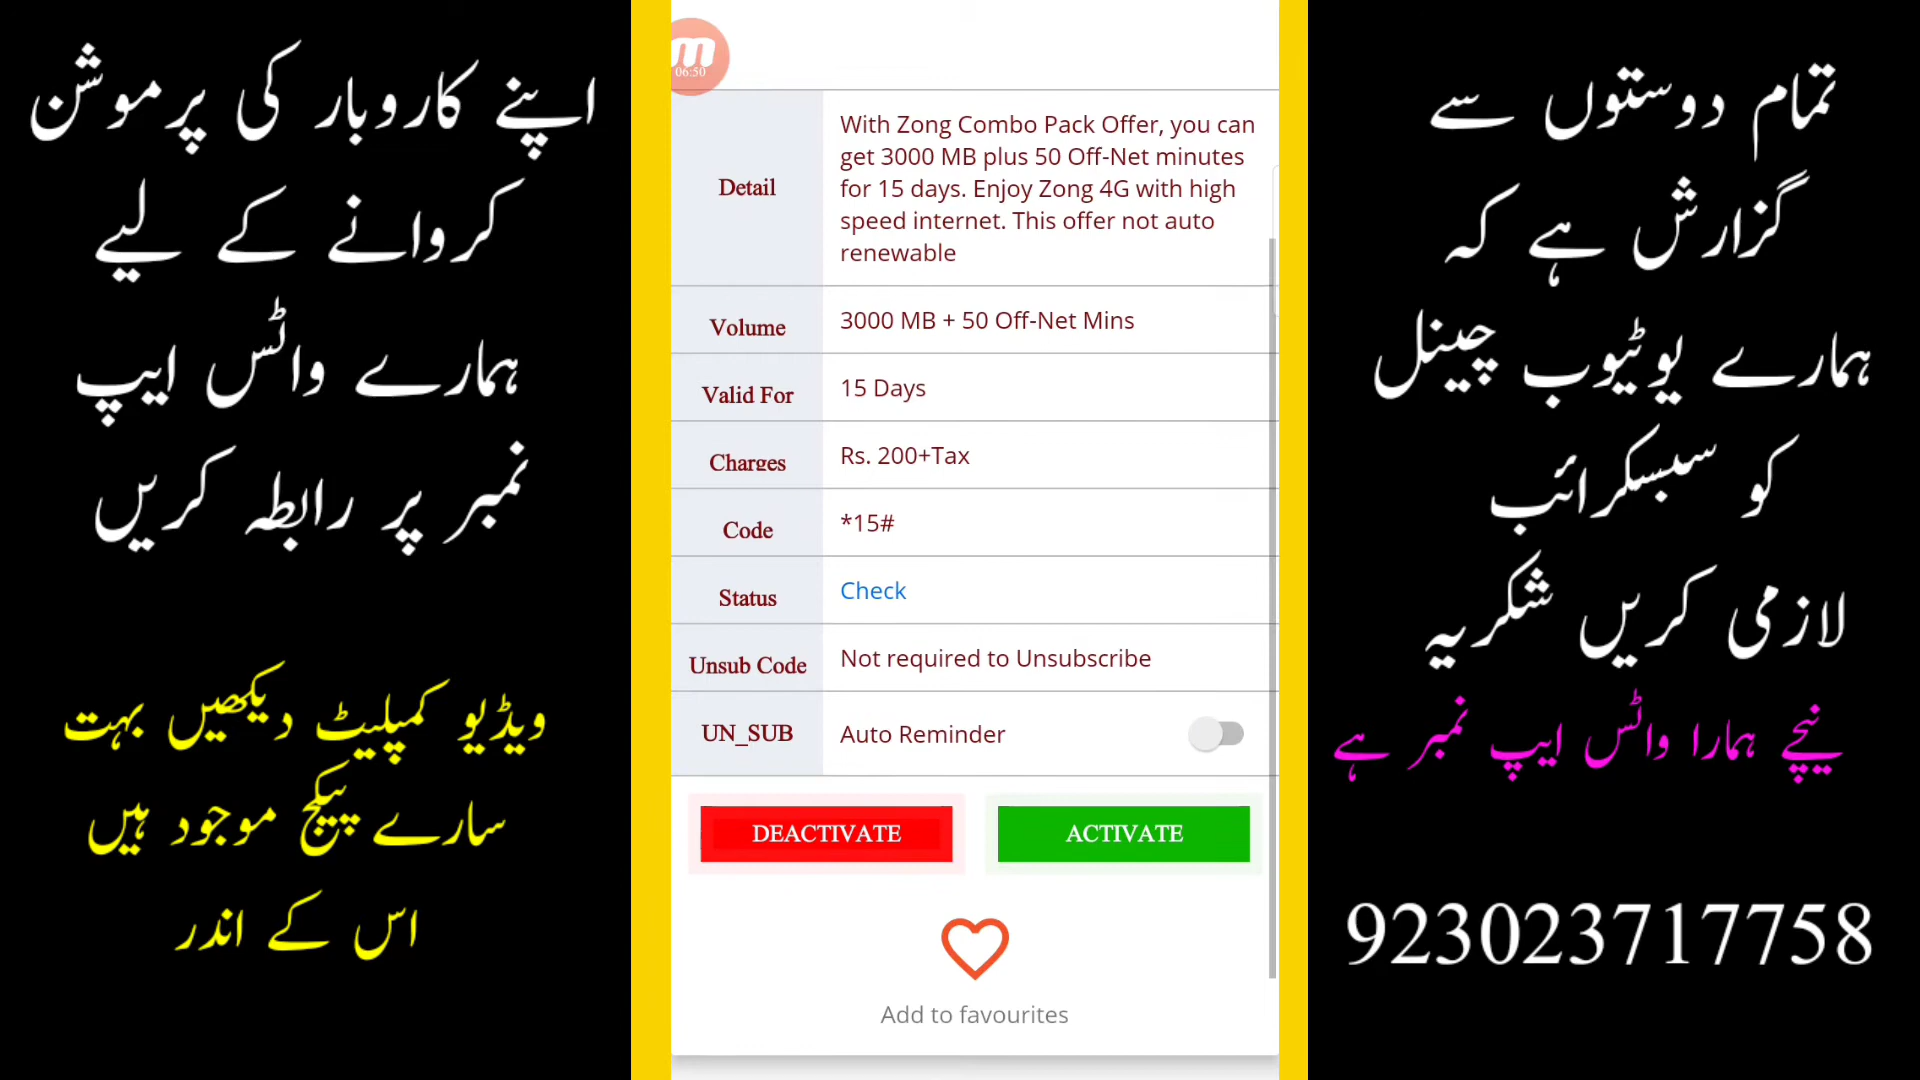 اپنے کاروبار کی پرموشن
کروانے کے لیے
ہمارے واٹس ایپ
نمبر پر رابطہ کریں
ویڈیو کمپلیٹ دیکھیں بہت
سارے پیکج موجود ہیں
اس کے اندر
m
06:50
Detail
With Zong Combo Pack Offer, you can
get 3000 MB plus 50 Off-Net minutes
for 15 days. Enjoy Zong 4G with high
speed internet. This offer not auto
renewable
Volume 3000 MB + 50 Off-Net Mins
Valid For 15 Days
Charges Rs. 200+Tax
Code *15#
Status Check
Unsub Code Not required to Unsubscribe
UN_SUB Auto Reminder
DEACTIVATE ACTIVATE
Add to favourites
تمام دوستوں سے
گزارش ہے کہ
ہمارے یوٹیوب چینل
کو سبسکرائب
لازمی کریں شکریہ
نیچے ہمارا واٹس ایپ نمبر ہے
923023717758